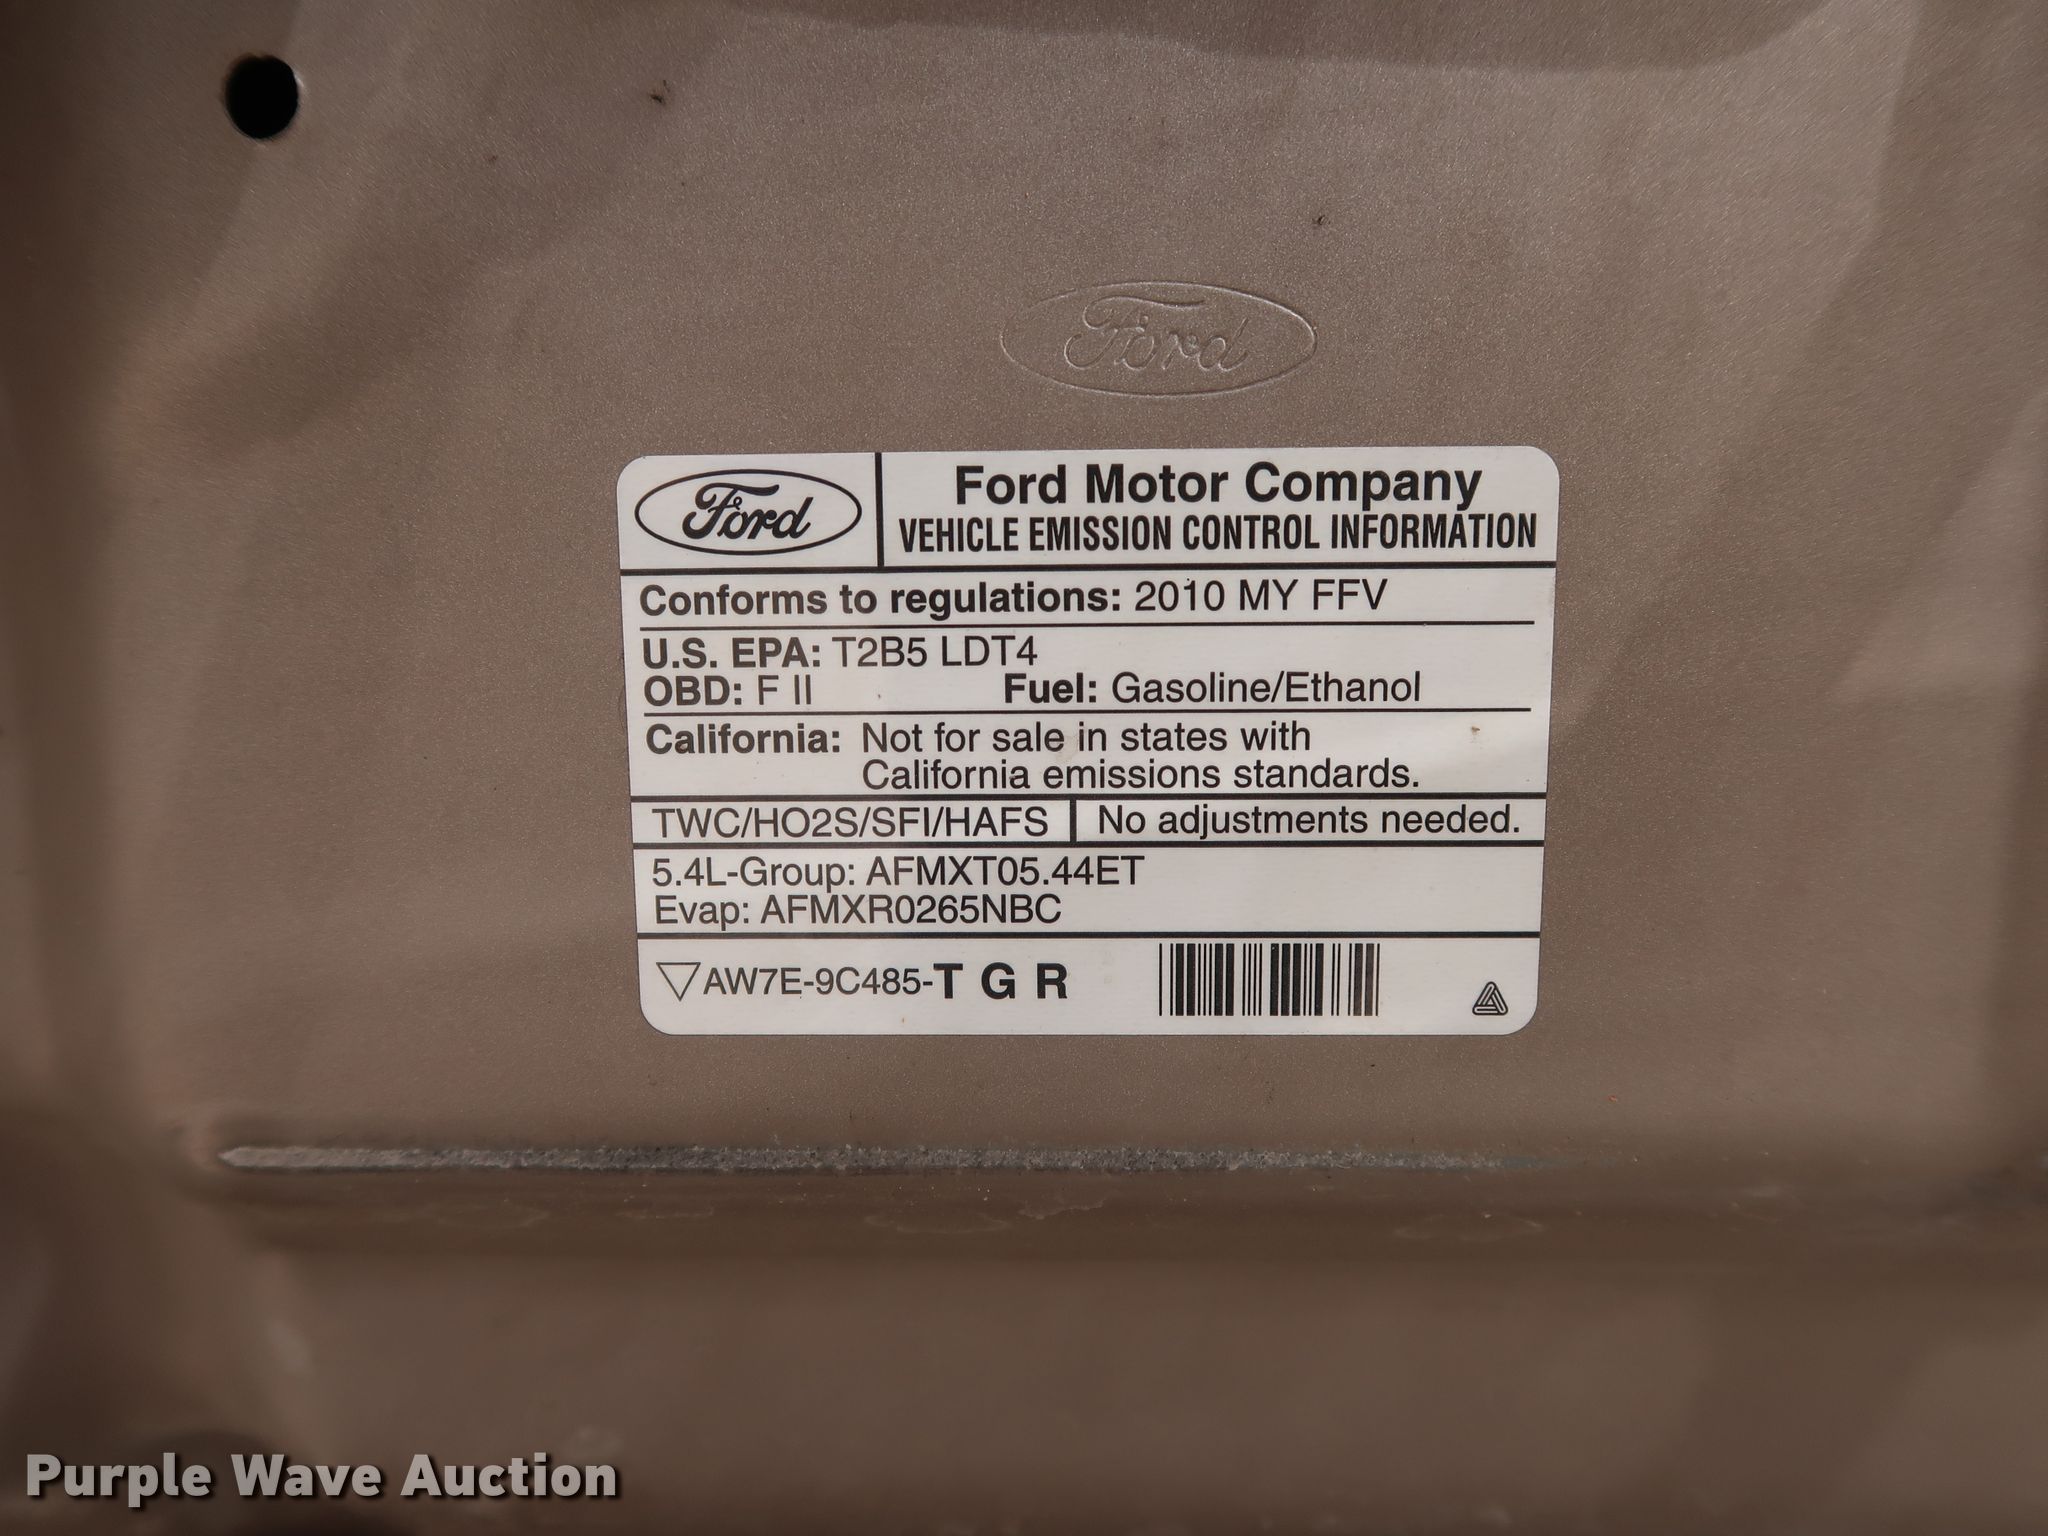 Ford
Ford
Ford Motor Company
VEHICLE EMISSION CONTROL INFORMATION
Conforms to regulations: 2010 MY FFV
U.S. EPA: T2B5 LDT4
OBD: F II Fuel: Gasoline/Ethanol
California: Not for sale in states with
California emissions standards.
TWC/HO2S/SFI/HAFS No adjustments needed.
5.4L-Group: AFMXT05.44ET
Evap: AFMXR0265NBC
AW7E-9C485-T G R
Purple Wave Auction